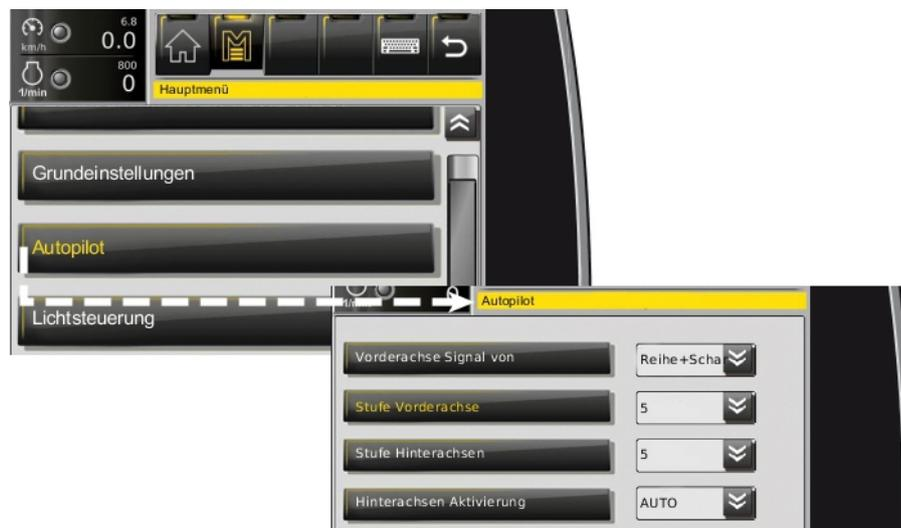 6.8
km/h
0.0
800
1/min
0
Hauptmenü
Grundeinstellungen
Autopilot
Lichtsteuerung
Autopilot
Vorderachse Signal von
Reihe+Schar
Stufe Vorderachse
5
Stufe Hinterachsen
5
Hinterachsen Aktivierung
AUTO